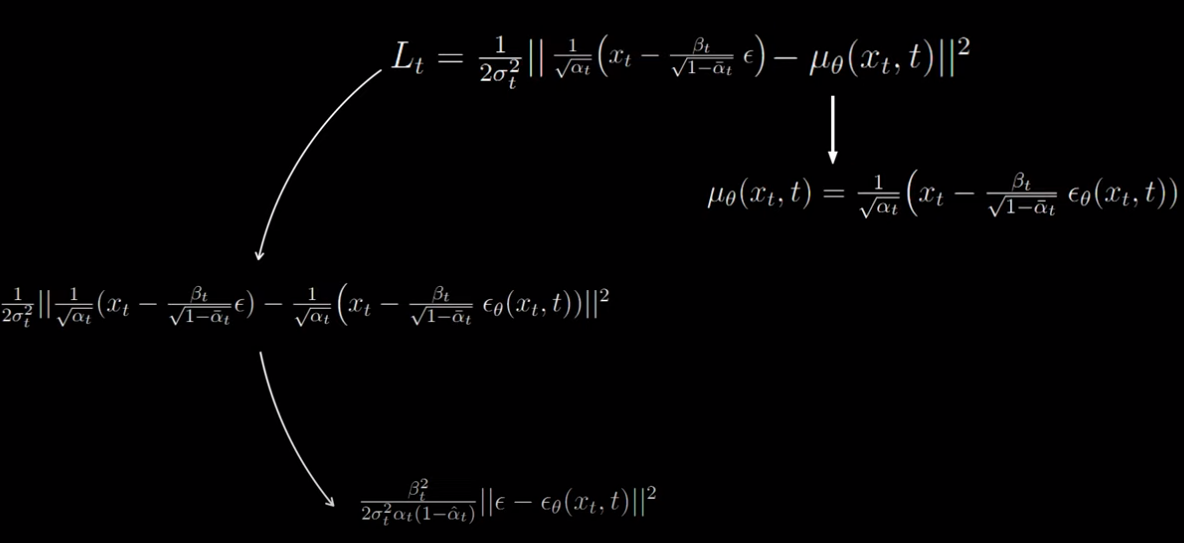 L_t = \frac{1}{2\sigma_t^2} || \frac{1}{\sqrt{\alpha_t}} \left( x_t - \frac{\beta_t}{\sqrt{1-\bar{\alpha}_t}} \epsilon \right) - \mu_\theta(x_t, t) ||^2
\mu_\theta(x_t, t) = \frac{1}{\sqrt{\alpha_t}} ( x_t - \frac{\beta_t}{\sqrt{1-\bar{\alpha}_t}} \epsilon_\theta(x_t, t))
\frac{1}{2\sigma_t^2} || \frac{1}{\sqrt{\alpha_t}} (x_t - \frac{\beta_t}{\sqrt{1-\bar{\alpha}_t}} \epsilon) - \frac{1}{\sqrt{\alpha_t}} ( x_t - \frac{\beta_t}{\sqrt{1-\bar{\alpha}_t}} \epsilon_\theta(x_t, t)) ||^2
\frac{\beta_t^2}{2\sigma_t^2 \alpha_t (1-\hat{\alpha}_t)} || \epsilon - \epsilon_\theta(x_t, t) ||^2